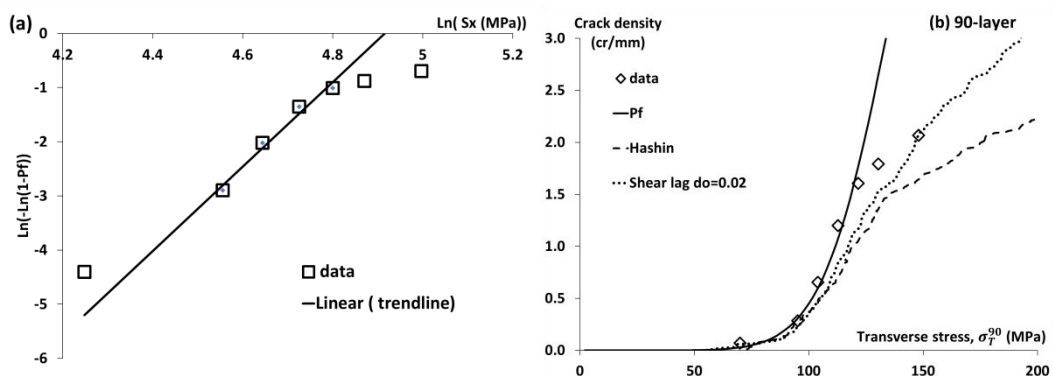 (a)
Ln( Sx (MPa))
4.2 4.4 4.6 4.8 5 5.2
0
-1
-2
-3
-4
-5
-6
Ln(-Ln(1-Pf))
data
Linear ( trendline)
Crack density
(cr/mm)
(b) 90-layer
3.0
2.5
2.0
1.5
1.0
0.5
0.0
data
Pf
Hashin
Shear lag do=0.02
Transverse stress, σ_T^90 (MPa)
0 50 100 150 200